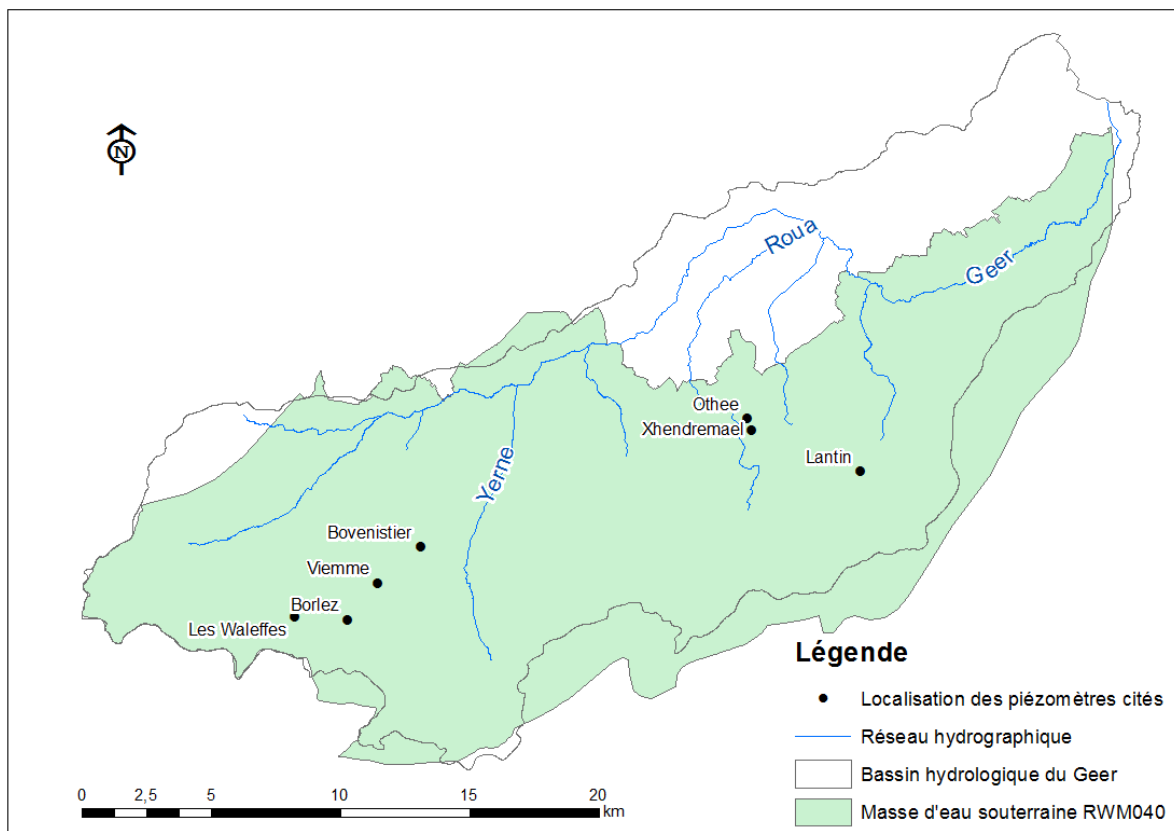 N
Roua
Geer
Othee
Xhendremael
Lantin
Yerne
Bovenistier
Viemme
Borlez
Les Waleffes
Légende
Localisation des piézomètres cités
Réseau hydrographique
Bassin hydrologique du Geer
Masse d'eau souterraine RWM040
0 2,5 5 10 15 20
km